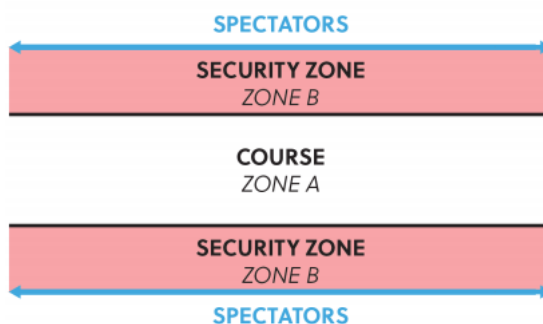 SPECTATORS
SECURITY ZONE
ZONE B
COURSE
ZONE A
SECURITY ZONE
ZONE B
SPECTATORS